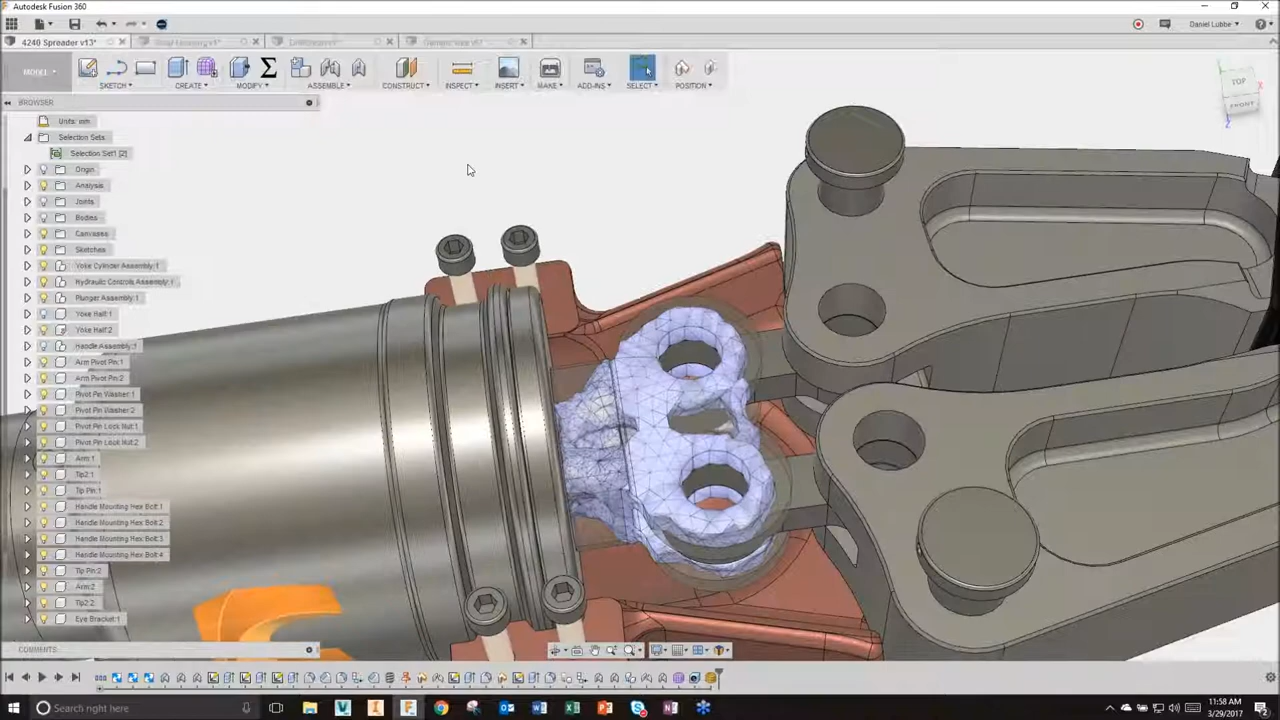 Autodesk Fusion 360
Daniel Lubbe
4240 Spreader v13*
MODEL
SKETCH
CREATE
MODIFY
ASSEMBLE
CONSTRUCT
INSPECT
INSERT
MAKE
ADD-INS
SELECT
POSITION
TOP
FRONT
X
Z
BROWSER
Units: mm
Selection Sets
Selection Set1 [2]
Origin
Analysis
Joints
Bodies
Canvases
Sketches
Yoke Cylinder Assembly:1
Hydraulic Controls Assembly:1
Plunger Assembly:1
Yoke Half:1
Yoke Half:2
Handle Assembly:1
Arm Pivot Pin:1
Arm Pivot Pin:2
Pivot Pin Washer:1
Pivot Pin Washer:2
Pivot Pin Lock Nut:1
Pivot Pin Lock Nut:2
Arm:1
Tip2:1
Tip Pin:1
Handle Mounting Hex Bolt:1
Handle Mounting Hex Bolt:2
Handle Mounting Hex Bolt:3
Handle Mounting Hex Bolt:4
Tip Pin:2
Arm:2
Tip2:2
Eye Bracket:1
COMMENTS
Search right here
11:58 AM
3/29/2017